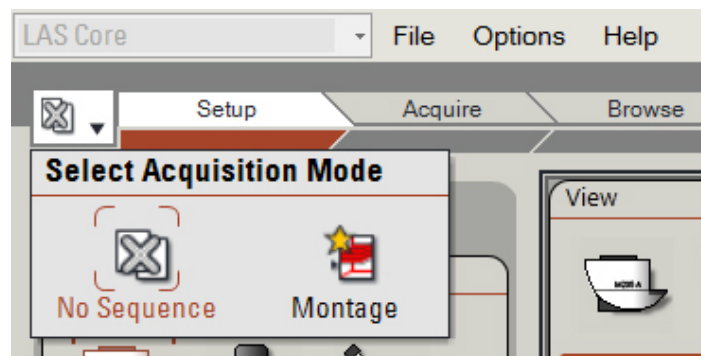 LAS Core File Options Help
Setup Acquire Browse
Select Acquisition Mode
View
No Sequence Montage